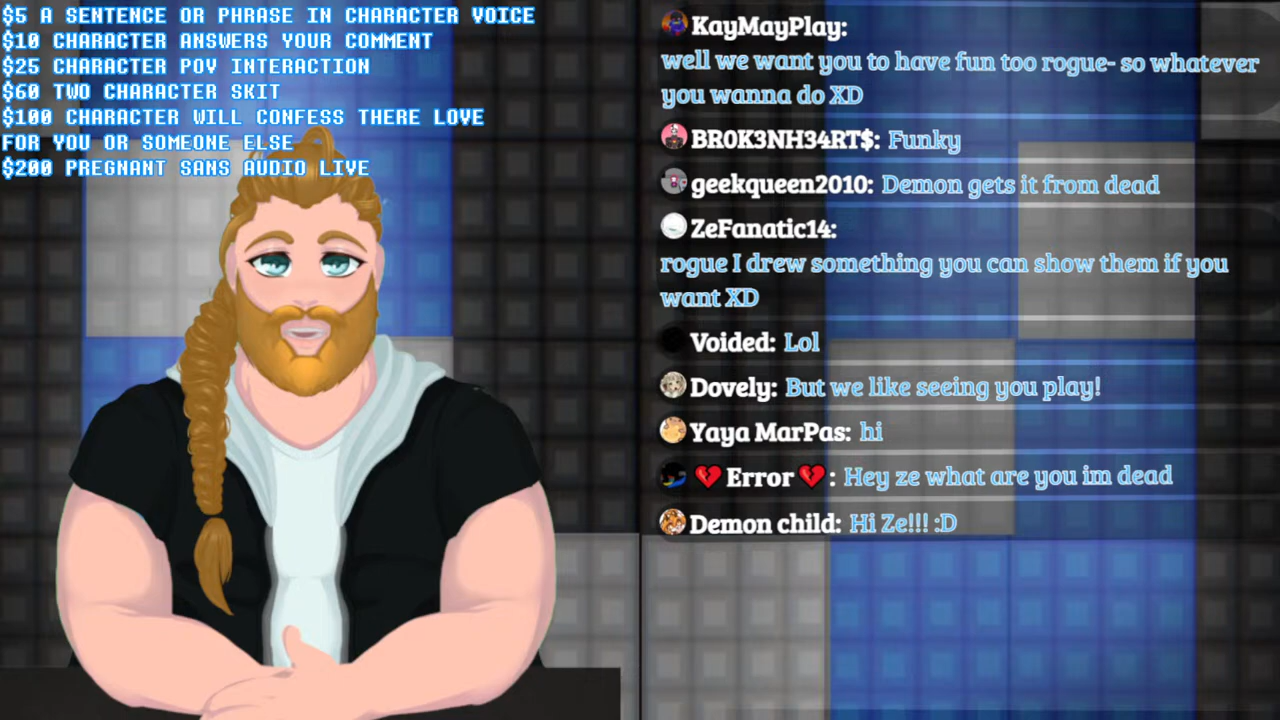 $5 A SENTENCE OR PHRASE IN CHARACTER VOICE
$10 CHARACTER ANSWERS YOUR COMMENT
$25 CHARACTER POV INTERACTION
$60 TWO CHARACTER SKIT
$100 CHARACTER WILL CONFESS THERE LOVE
FOR YOU OR SOMEONE ELSE
$200 PREGNANT SANS AUDIO LIVE
KayMayPlay:
well we want you to have fun too rogue- so whatever
you wanna do XD
BR0K3NH34RT$: Funky
geekqueen2010: Demon gets it from dead
ZeFanatic14:
rogue I drew something you can show them if you
want XD
Voided: Lol
Dovely: But we like seeing you play!
Yaya MarPas: hi
💔 Error 💔 : Hey ze what are you im dead
Demon child: Hi Ze!!! :D